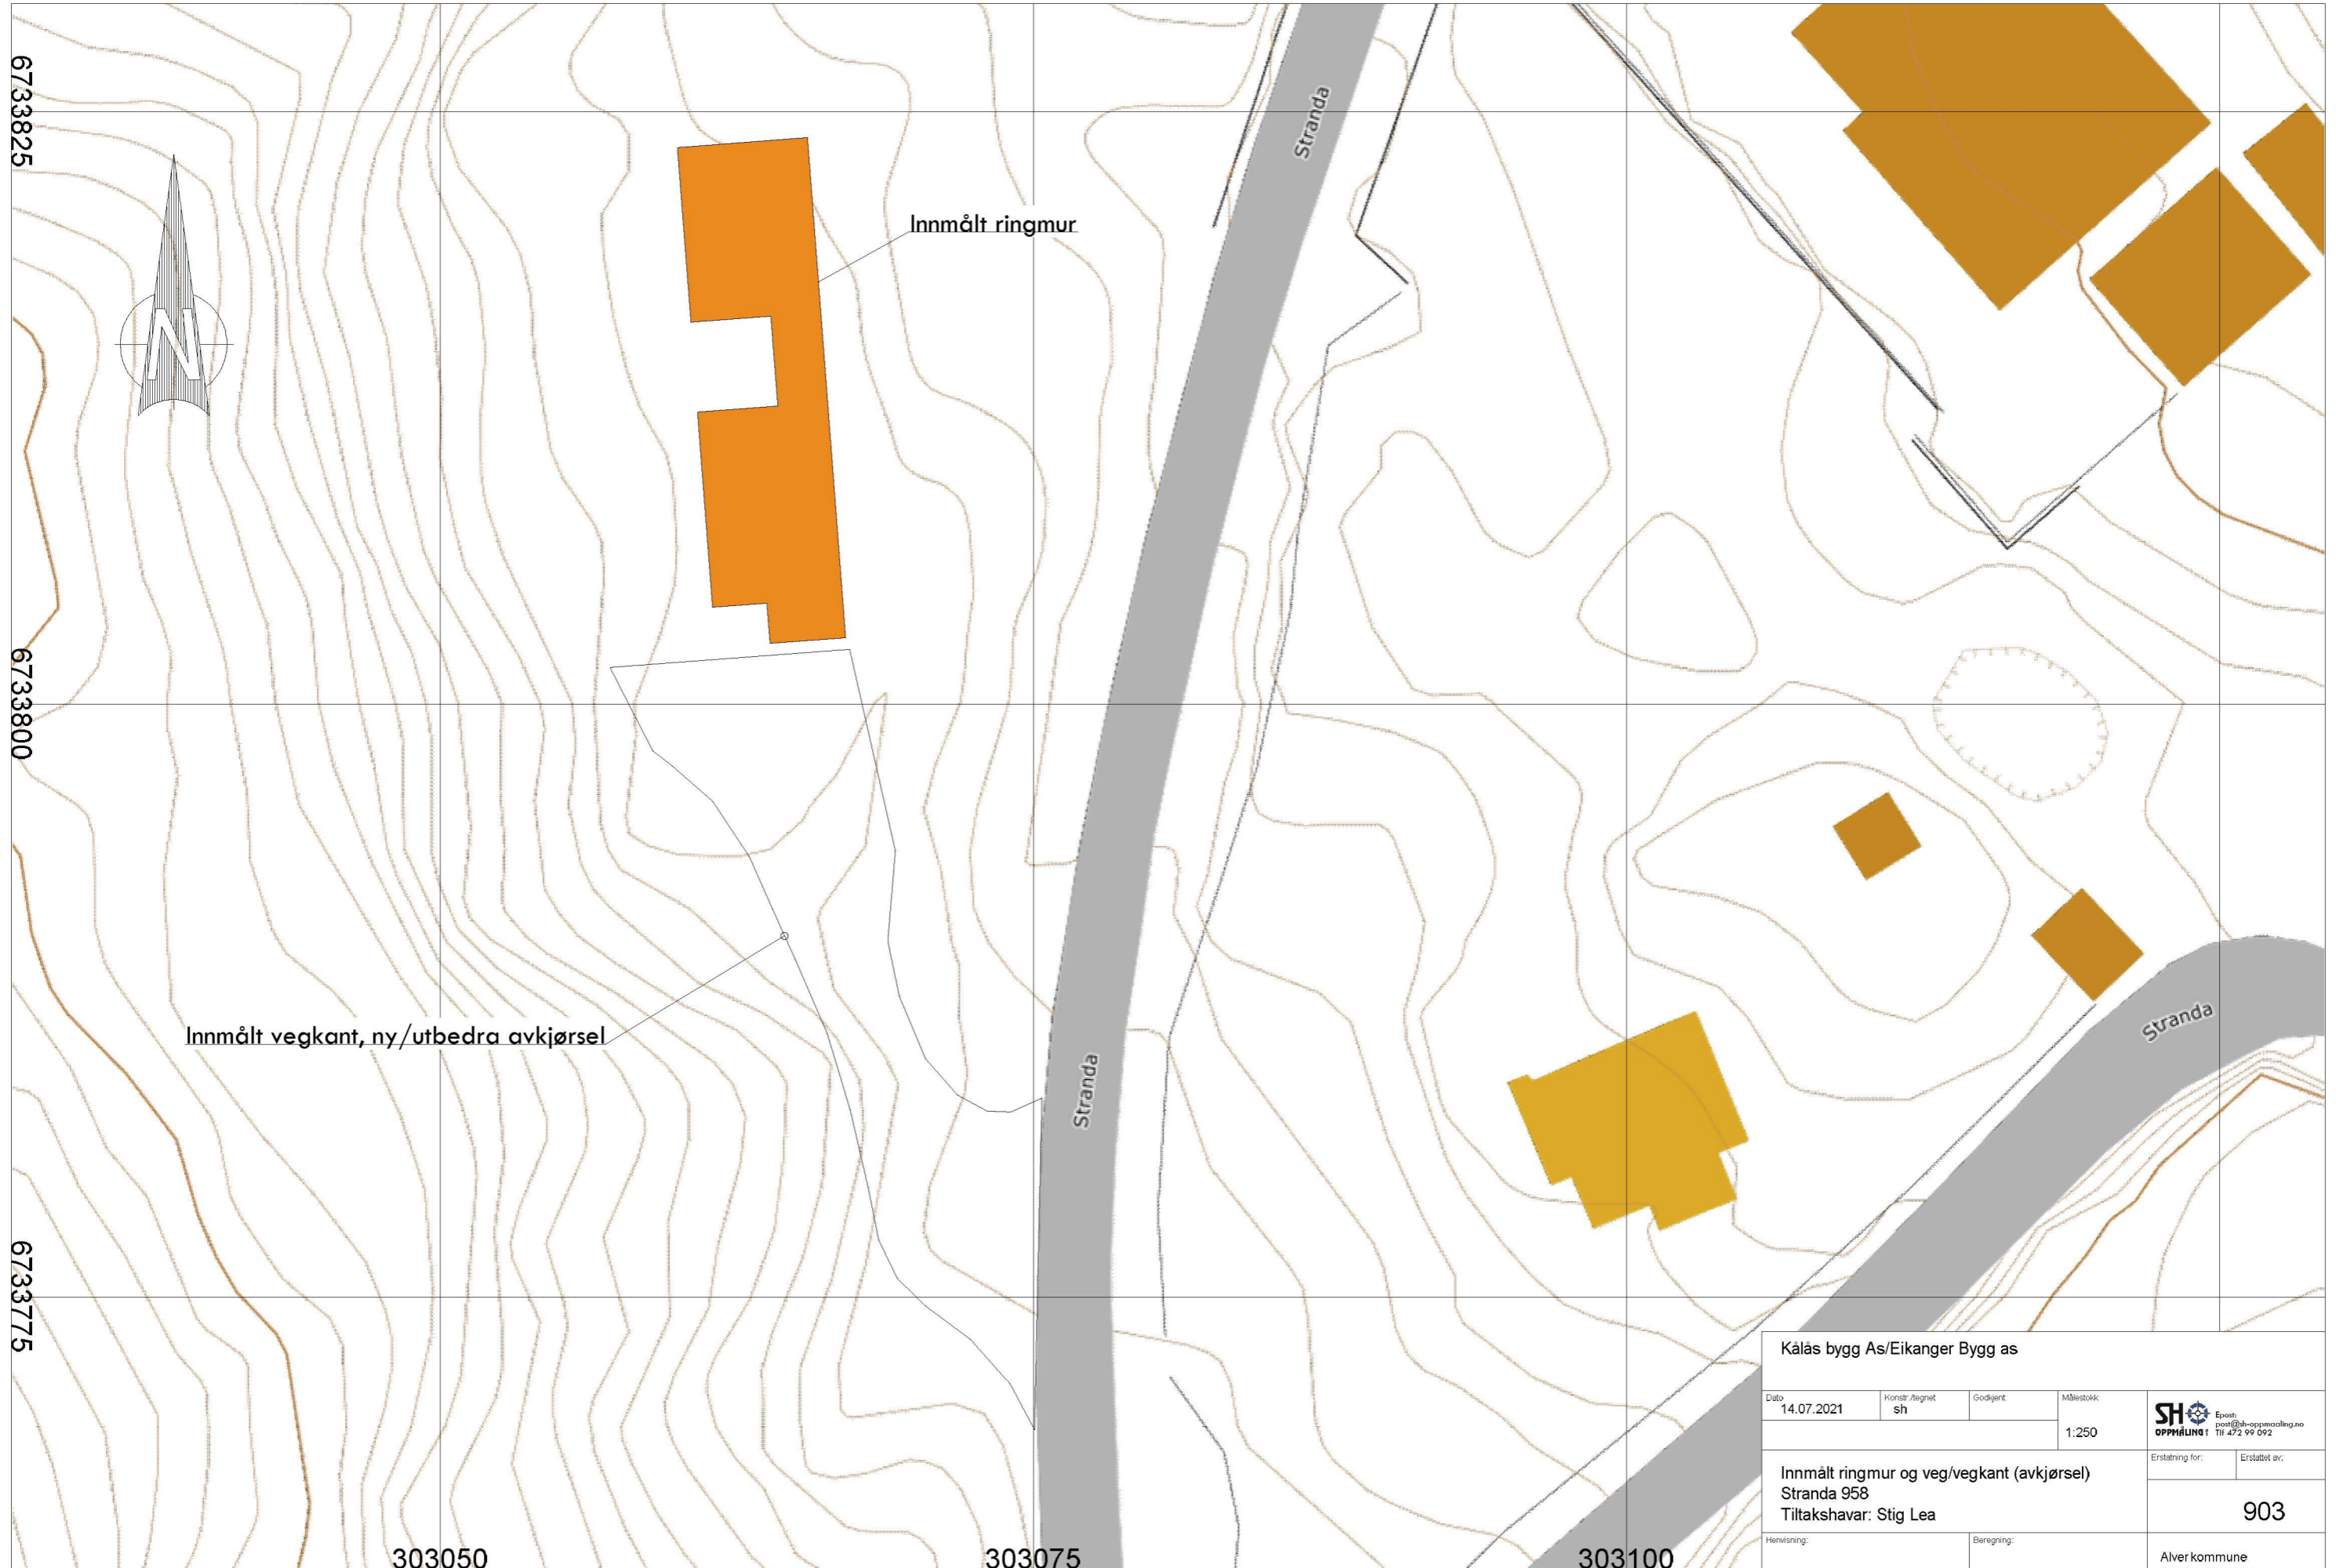 6733825
Stranda
Innmålt ringmur
N
6733800
Innmålt vegkant, ny/utbedra avkjørsel
Stranda
Stranda
6733775
303050
303075
303100
Kålås bygg As/Eikanger Bygg as
Dato
14.07.2021
Konstr./tegnet
sh
Godkjent
Målestokk
1:250
SH
OPPMÅLING
Epost:
post@sh-oppmaaling.no
Tlf 472 99 092
Innmålt ringmur og veg/vegkant (avkjørsel)
Stranda 958
Tiltakshavar: Stig Lea
Erstatning for:
Erstattet av:
903
Henvisning:
Beregning:
Alver kommune